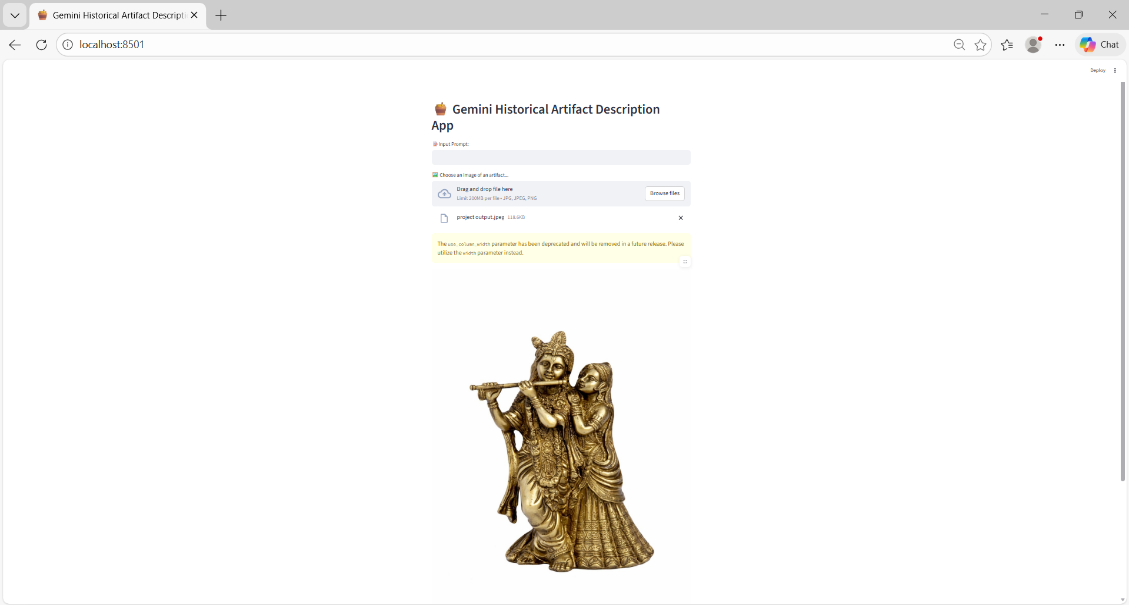 Gemini Historical Artifact Descripti
localhost:8501
Chat
Deploy
Gemini Historical Artifact Description
App
Input Prompt:
Choose an image of an artifact...
Drag and drop file here
Limit 200MB per file • JPG, JPEG, PNG
Browse files
project output.jpeg 118.6KB
The use_column_width parameter has been deprecated and will be removed in a future release. Please
utilize the width parameter instead.